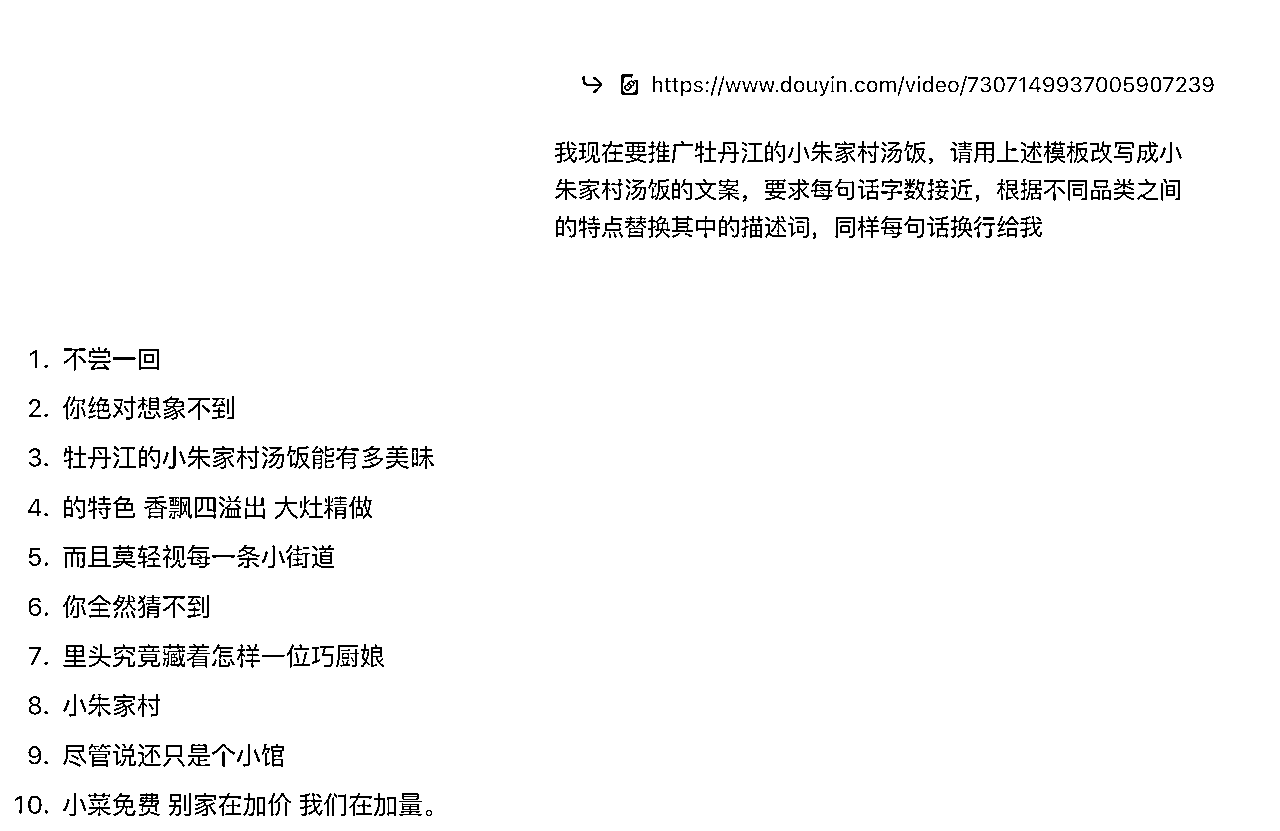 https://www.douyin.com/video/7307149937005907239
我现在要推广牡丹江的小朱家村汤饭，请用上述模板改写成小
朱家村汤饭的文案，要求每句话字数接近，根据不同品类之间
的特点替换其中的描述词，同样每句话换行给我
1. 不尝一回
2. 你绝对想象不到
3. 牡丹江的小朱家村汤饭能有多美味
4. 的特色 香飘四溢出 大灶精做
5. 而且莫轻视每一条小街道
6. 你全然猜不到
7. 里头究竟藏着怎样一位巧厨娘
8. 小朱家村
9. 尽管说还只是个小馆
10. 小菜免费 别家在加价 我们在加量。